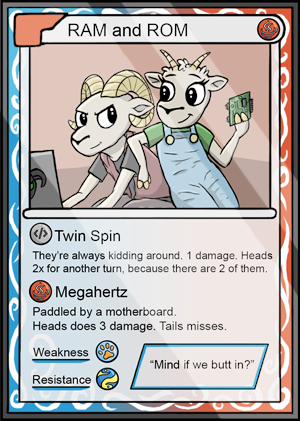 RAM and ROM
</> Twin Spin
They're always kidding around. 1 damage. Heads
2x for another turn, because there are 2 of them.
Megahertz
Paddled by a motherboard.
Heads does 3 damage. Tails misses.
Weakness
Resistance
"Mind if we butt in?"